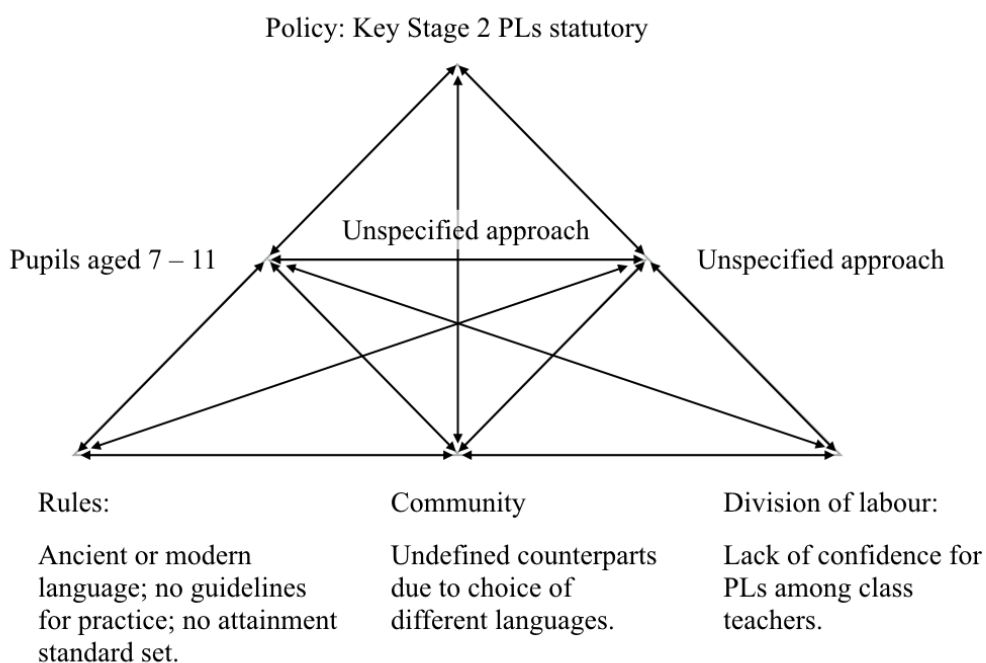 Policy: Key Stage 2 PLs statutory
Unspecified approach
Pupils aged 7 – 11
Unspecified approach
Rules:
Ancient or modern
language; no guidelines
for practice; no attainment
standard set.
Community
Undefined counterparts
due to choice of
different languages.
Division of labour:
Lack of confidence for
PLs among class
teachers.